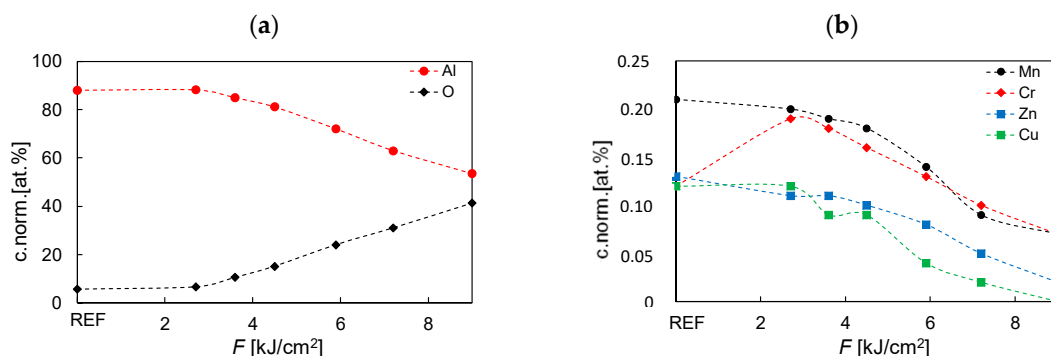 (a)
100
80
60
40
20
0
c.norm.[at.%]
Al
O
REF 2 4 6 8
F [kJ/cm²]
(b)
0.25
0.20
0.15
0.10
0.05
0
c.norm.[at.%]
Mn
Cr
Zn
Cu
REF 2 4 6 8
F [kJ/cm²]